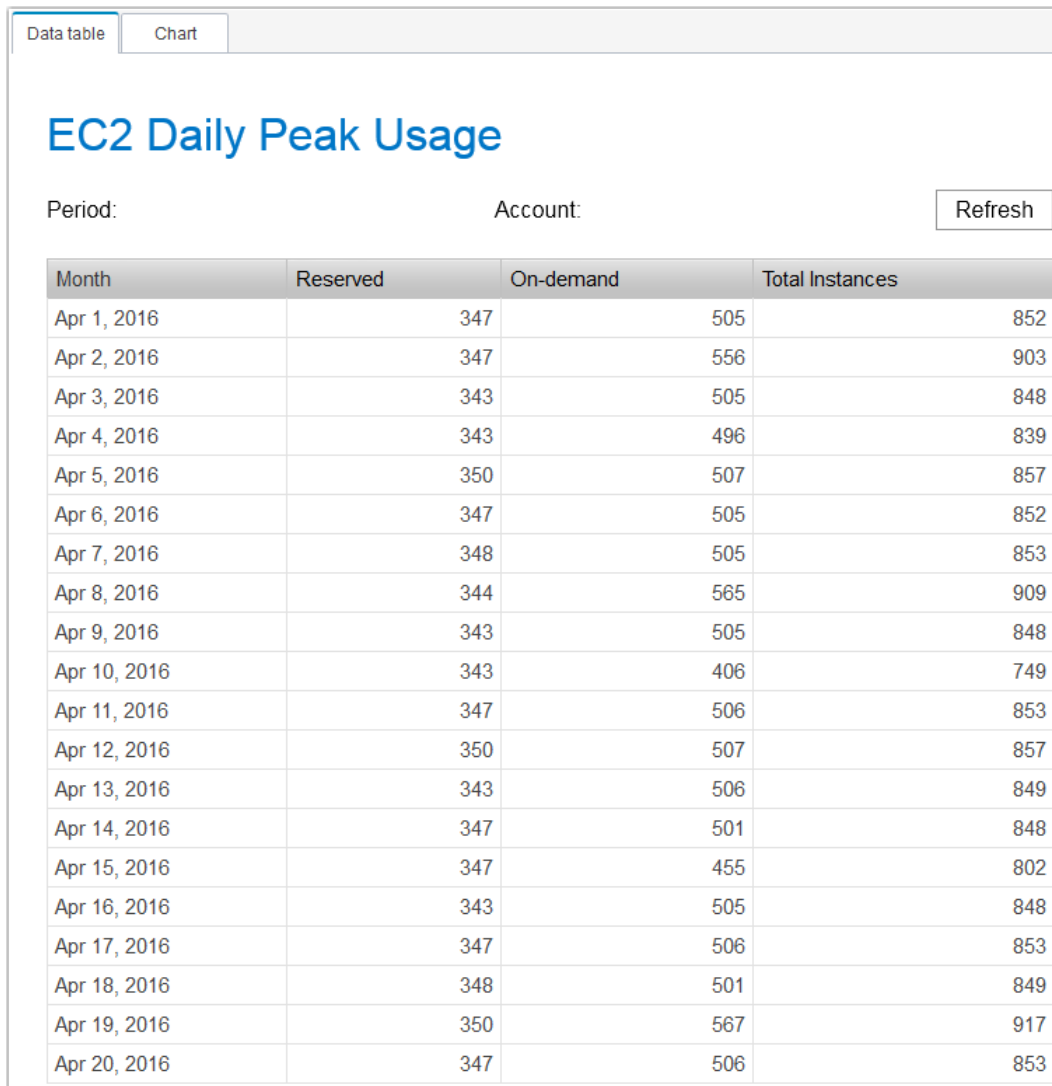 Data table Chart
EC2 Daily Peak Usage
Period: Account: Refresh
Month Reserved On-demand Total Instances
Apr 1, 2016 347 505 852
Apr 2, 2016 347 556 903
Apr 3, 2016 343 505 848
Apr 4, 2016 343 496 839
Apr 5, 2016 350 507 857
Apr 6, 2016 347 505 852
Apr 7, 2016 348 505 853
Apr 8, 2016 344 565 909
Apr 9, 2016 343 505 848
Apr 10, 2016 343 406 749
Apr 11, 2016 347 506 853
Apr 12, 2016 350 507 857
Apr 13, 2016 343 506 849
Apr 14, 2016 347 501 848
Apr 15, 2016 347 455 802
Apr 16, 2016 343 505 848
Apr 17, 2016 347 506 853
Apr 18, 2016 348 501 849
Apr 19, 2016 350 567 917
Apr 20, 2016 347 506 853